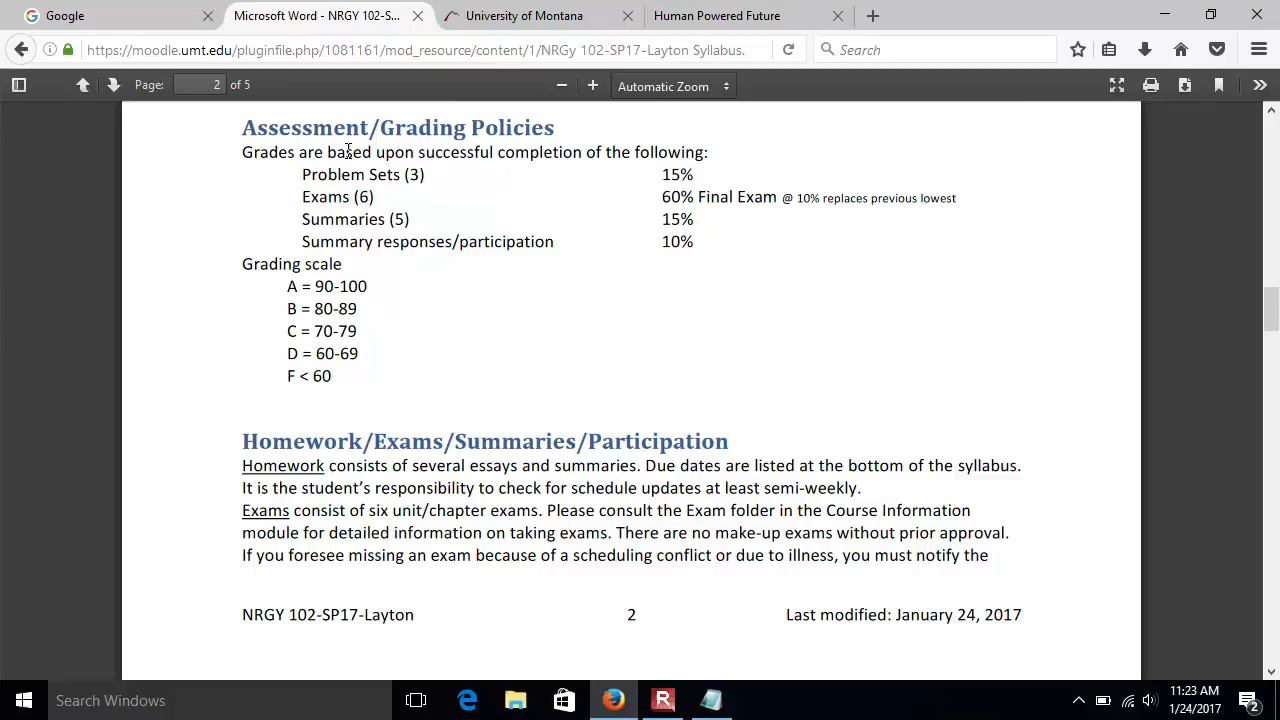 Google
Microsoft Word - NRGY 102-S...
University of Montana
Human Powered Future
https://moodle.umt.edu/pluginfile.php/1081161/mod_resource/content/1/NRGy 102-SP17-Layton Syllabus.
Search
Page: 2 of 5
Automatic Zoom
Assessment/Grading Policies
Grades are based upon successful completion of the following:
Problem Sets (3) 15%
Exams (6) 60% Final Exam @ 10% replaces previous lowest
Summaries (5) 15%
Summary responses/participation 10%
Grading scale
A = 90-100
B = 80-89
C = 70-79
D = 60-69
F < 60
Homework/Exams/Summaries/Participation
Homework consists of several essays and summaries. Due dates are listed at the bottom of the syllabus.
It is the student's responsibility to check for schedule updates at least semi-weekly.
Exams consist of six unit/chapter exams. Please consult the Exam folder in the Course Information
module for detailed information on taking exams. There are no make-up exams without prior approval.
If you foresee missing an exam because of a scheduling conflict or due to illness, you must notify the
NRGY 102-SP17-Layton 2 Last modified: January 24, 2017
Search Windows
11:23 AM
1/24/2017
2